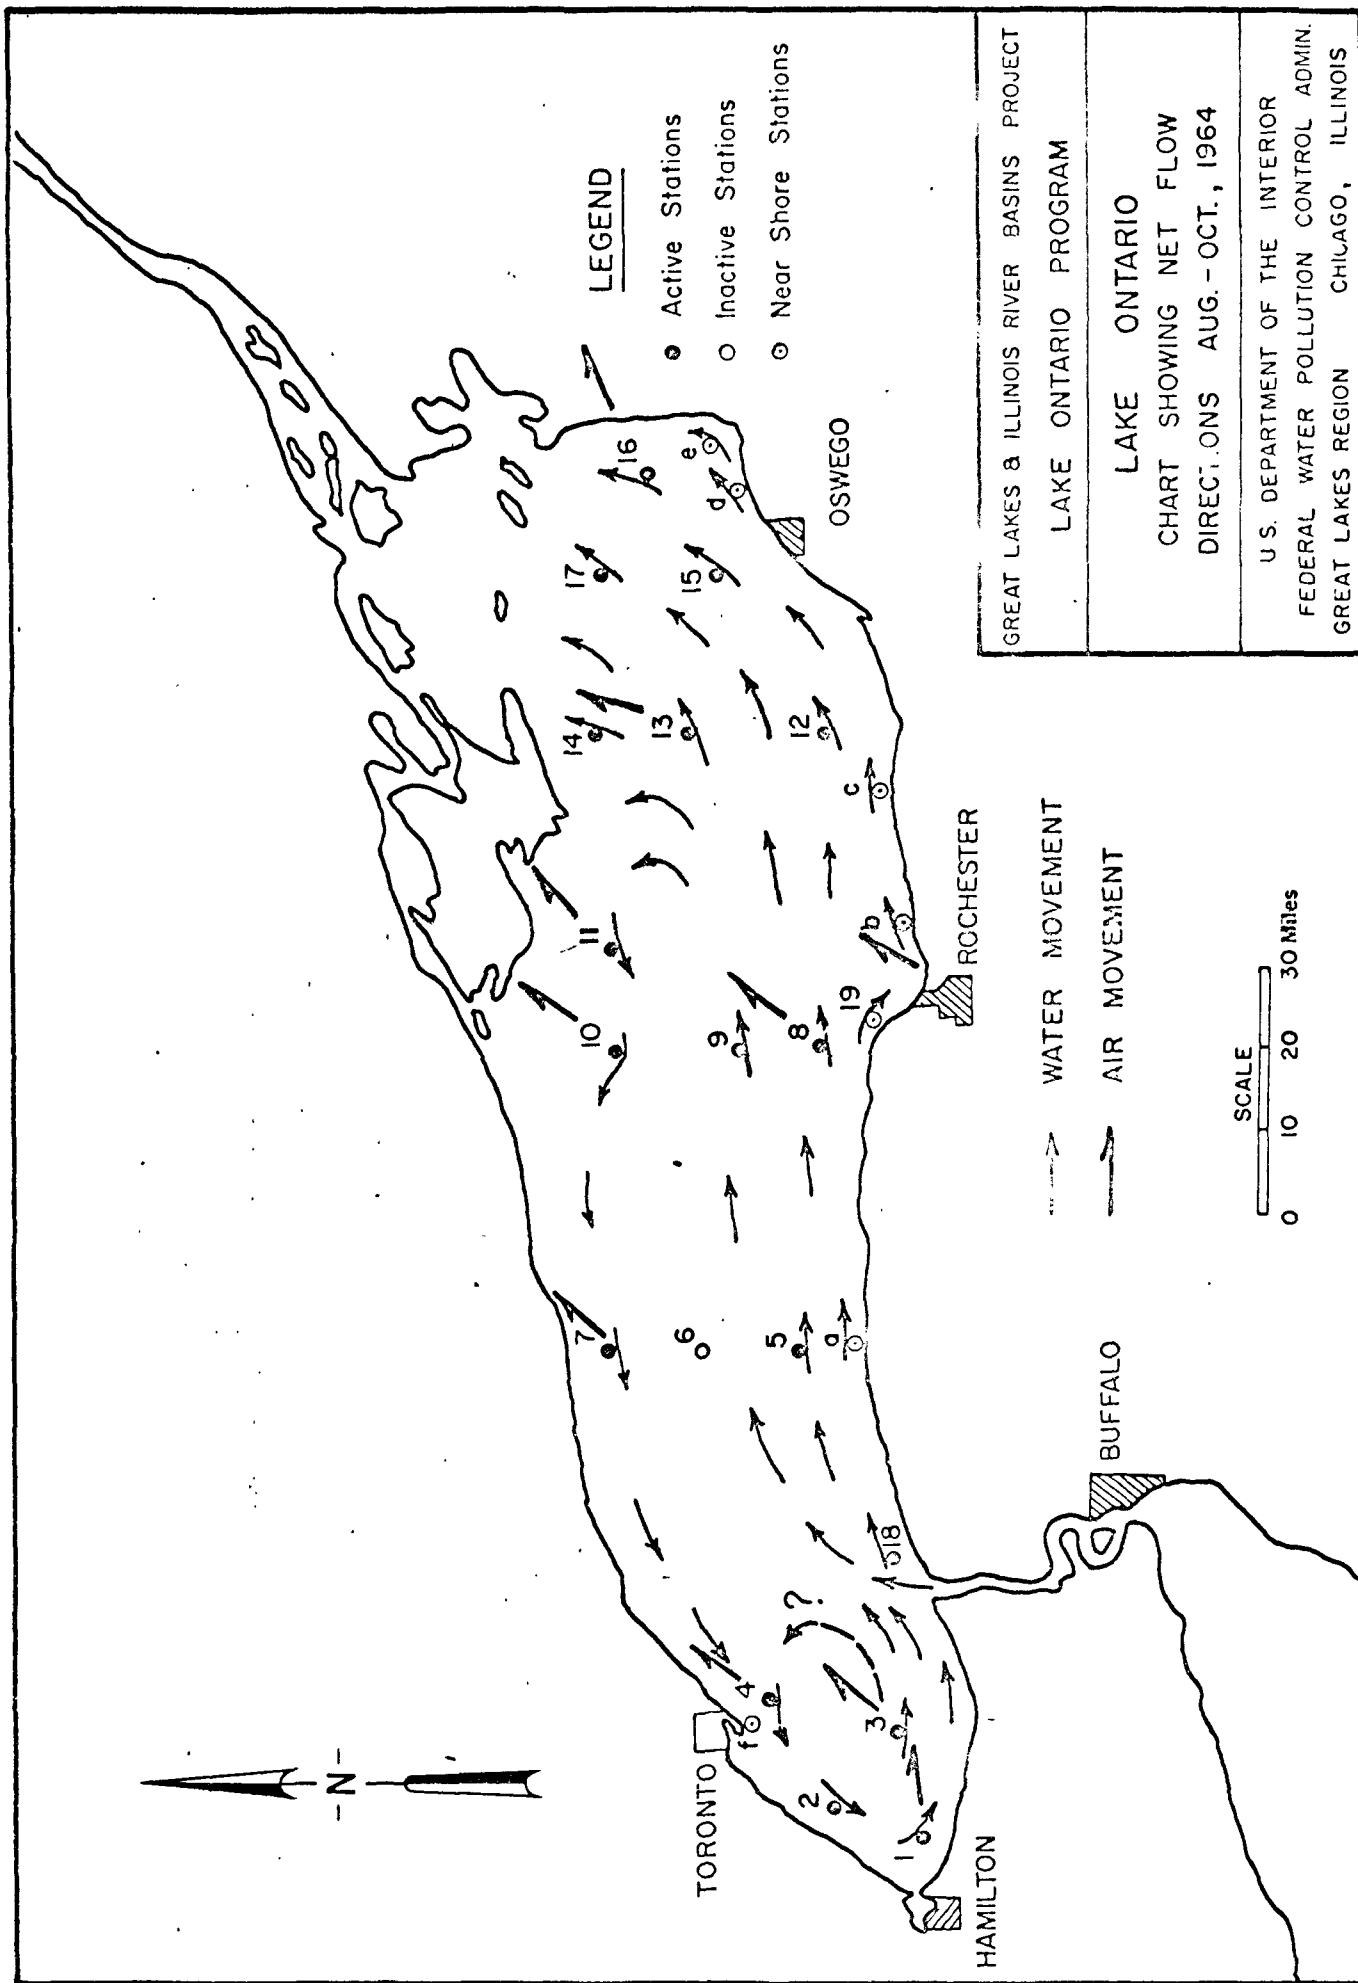 -N-
TORONTO
HAMILTON
BUFFALO
ROCHESTER
OSWEGO
1
2
3
4
f
?
18
5
6
7
a
8
9
10
11
19
b
c
12
13
14
15
16
17
d
e
LEGEND
Active Stations
Inactive Stations
Near Shore Stations
WATER MOVEMENT
AIR MOVEMENT
SCALE
0 10 20 30 Miles
GREAT LAKES & ILLINOIS RIVER BASINS PROJECT
LAKE ONTARIO PROGRAM
LAKE ONTARIO
CHART SHOWING NET FLOW
DIRECTIONS AUG.-OCT., 1964
U.S. DEPARTMENT OF THE INTERIOR
FEDERAL WATER POLLUTION CONTROL ADMIN.
GREAT LAKES REGION CHICAGO, ILLINOIS